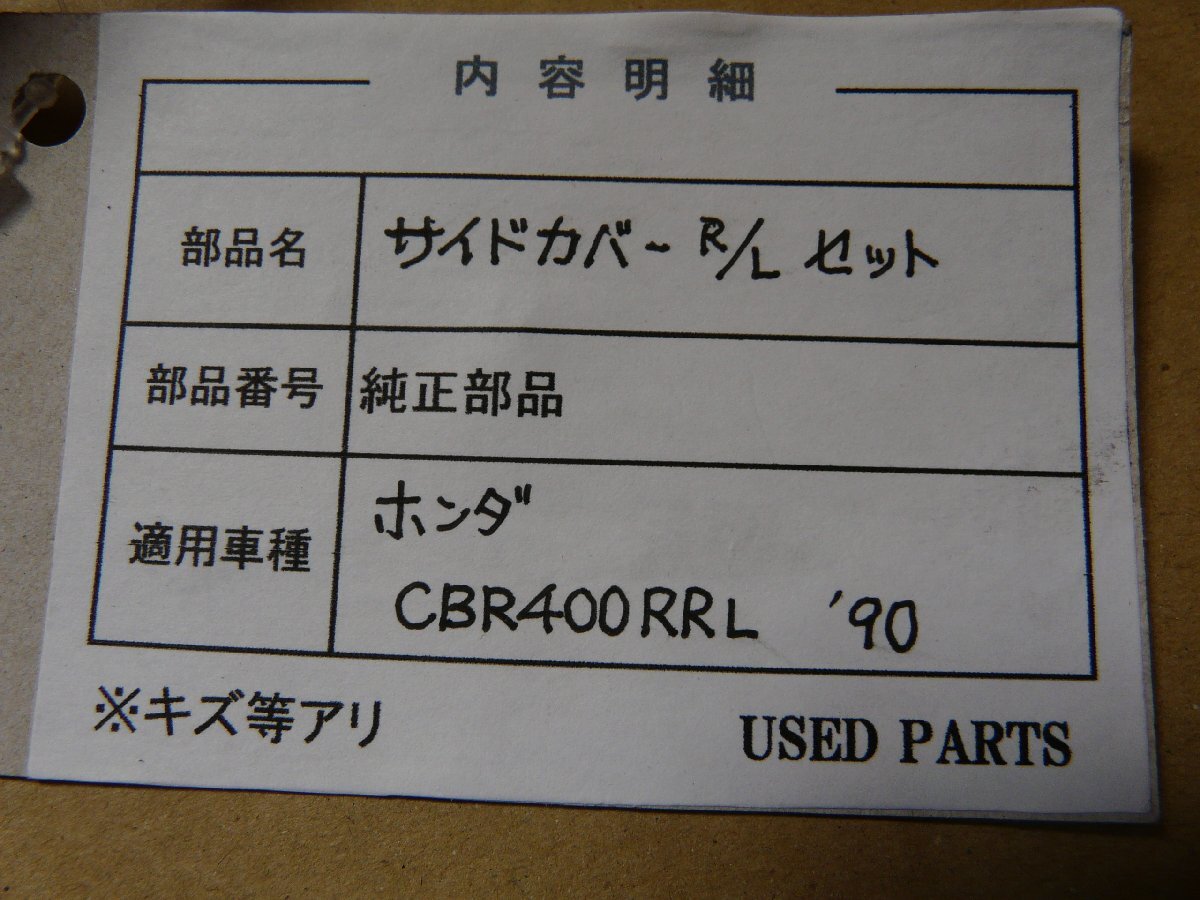 内容明細
部品名 サイドカバー R/L セット
部品番号 純正部品
適用車種 ホンダ
CBR400RRL '90
※キズ等アリ
USED PARTS